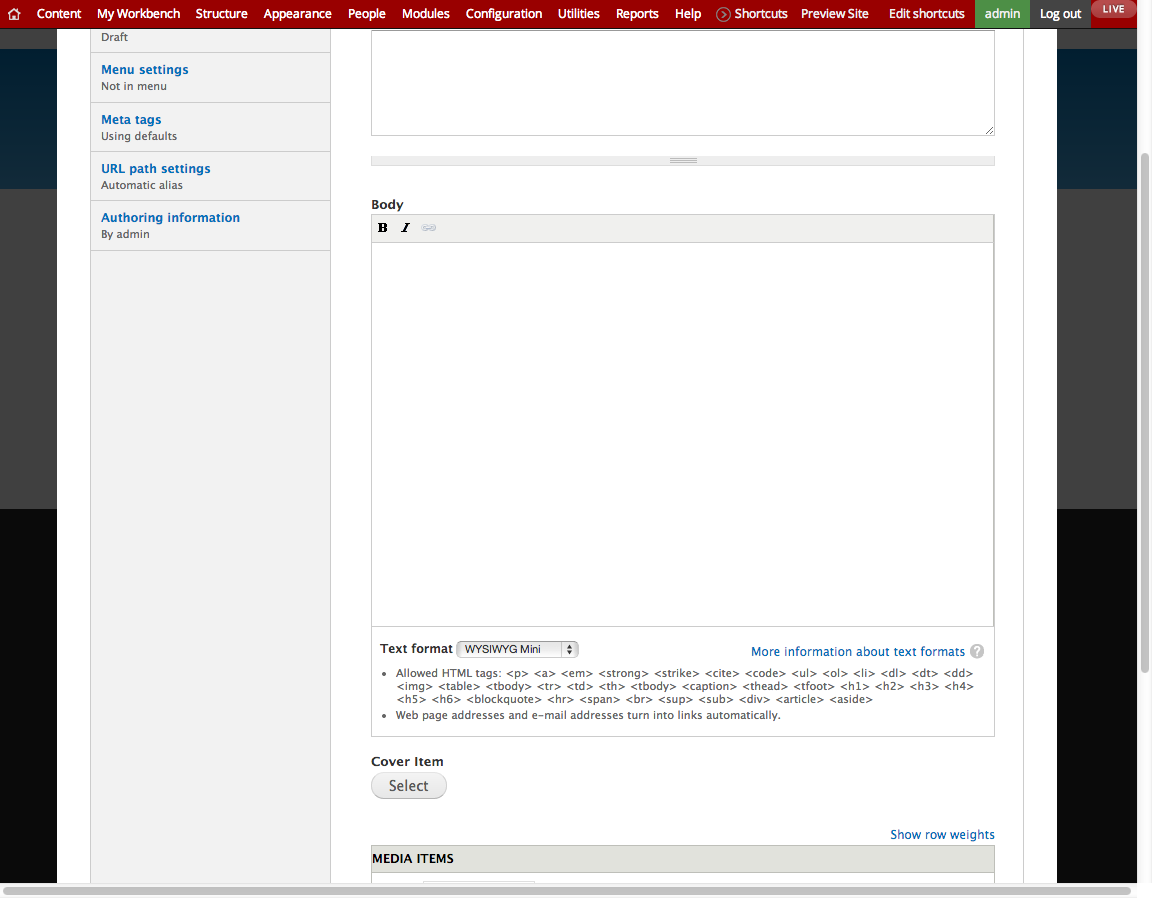 Content My Workbench Structure Appearance People Modules Configuration Utilities Reports Help Shortcuts Preview Site Edit shortcuts admin Log out LIVE
Draft
Menu settings
Not in menu
Meta tags
Using defaults
URL path settings
Automatic alias
Authoring information
By admin
Body
B I
Text format WYSIWYG Mini More information about text formats ?
• Allowed HTML tags: <p> <a> <em> <strong> <strike> <cite> <code> <ul> <ol> <li> <dl> <dt> <dd>
<img> <table> <tbody> <tr> <td> <th> <tbody> <caption> <thead> <tfoot> <h1> <h2> <h3> <h4>
<h5> <h6> <blockquote> <hr> <span> <br> <sup> <sub> <div> <article> <aside>
• Web page addresses and e-mail addresses turn into links automatically.
Cover Item
Select
Show row weights
MEDIA ITEMS